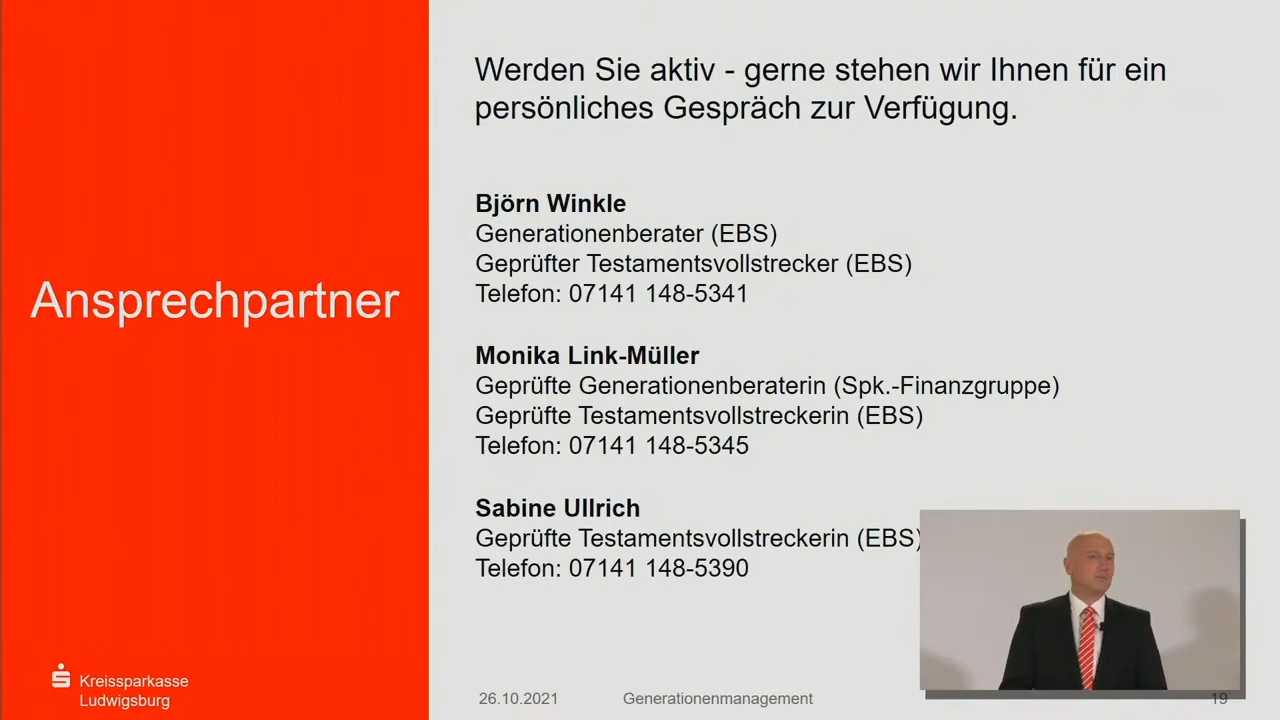 Werden Sie aktiv - gerne stehen wir Ihnen für ein
persönliches Gespräch zur Verfügung.
Björn Winkle
Generationenberater (EBS)
Geprüfter Testamentsvollstrecker (EBS)
Telefon: 07141 148-5341
Ansprechpartner
Monika Link-Müller
Geprüfte Generationenberaterin (Spk.-Finanzgruppe)
Geprüfte Testamentsvollstreckerin (EBS)
Telefon: 07141 148-5345
Sabine Ullrich
Geprüfte Testamentsvollstreckerin (EBS)
Telefon: 07141 148-5390
Kreissparkasse
Ludwigsburg
26.10.2021 Generationenmanagement 19